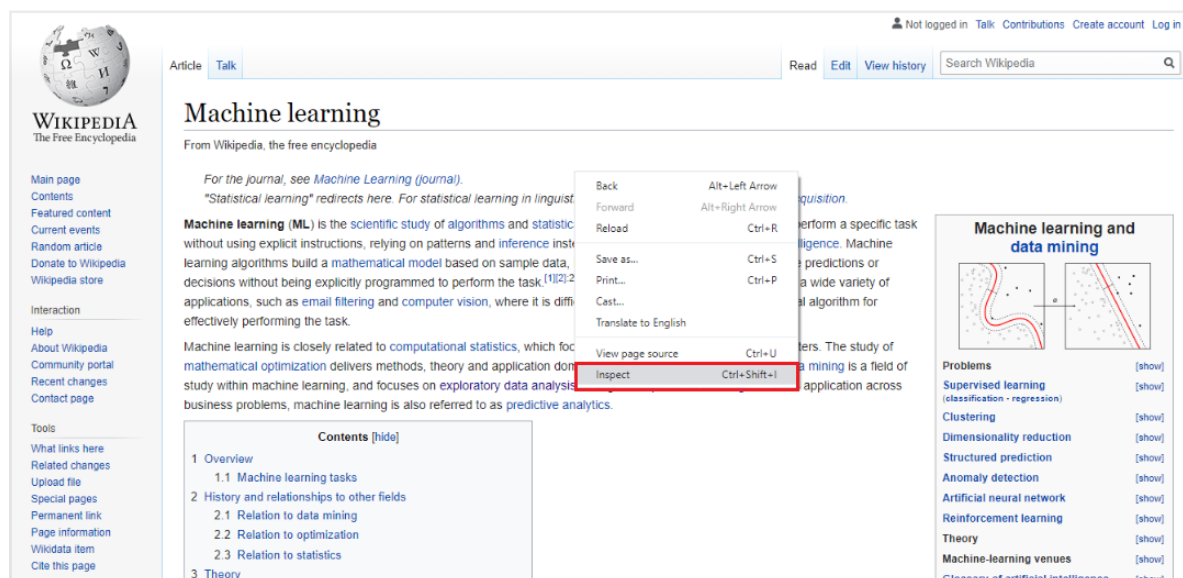 Not logged in Talk Contributions Create account Log in
Article Talk
Read Edit View history Search Wikipedia
WIKIPEDIA
The Free Encyclopedia
Main page
Contents
Featured content
Current events
Random article
Donate to Wikipedia
Wikipedia store
Interaction
Help
About Wikipedia
Community portal
Recent changes
Contact page
Tools
What links here
Related changes
Upload file
Special pages
Permanent link
Page information
Wikidata item
Cite this page
Machine learning
From Wikipedia, the free encyclopedia
For the journal, see Machine Learning (journal).
"Statistical learning" redirects here. For statistical learning in
Machine learning (ML) is the scientific study of algorithms and perform a specific task
without using explicit instructions, relying on patterns and inference Machine
learning algorithms build a mathematical model based on sample data, predictions or
decisions without being explicitly programmed to perform the task. a wide variety of
applications, such as email filtering and computer vision, where it is algorithm for
effectively performing the task.
Machine learning is closely related to computational statistics, which The study of
mathematical optimization delivers methods, theory and application mining is a field of
study within machine learning, and focuses on exploratory data analysis application across
business problems, machine learning is also referred to as predictive analytics.
Back Alt+Left Arrow
Forward Alt+Right Arrow
Reload Ctrl+R
Save as... Ctrl+S
Print... Ctrl+P
Cast...
Translate to English
View page source Ctrl+U
Inspect Ctrl+Shift+I
Contents [hide]
1 Overview
1.1 Machine learning tasks
2 History and relationships to other fields
2.1 Relation to data mining
2.2 Relation to optimization
2.3 Relation to statistics
3 Theory
Machine learning and
data mining
Problems [show]
Supervised learning [show]
(classification • regression)
Clustering [show]
Dimensionality reduction [show]
Structured prediction [show]
Anomaly detection [show]
Artificial neural network [show]
Reinforcement learning [show]
Theory [show]
Machine-learning venues [show]
Glossary of artificial intelligence [show]